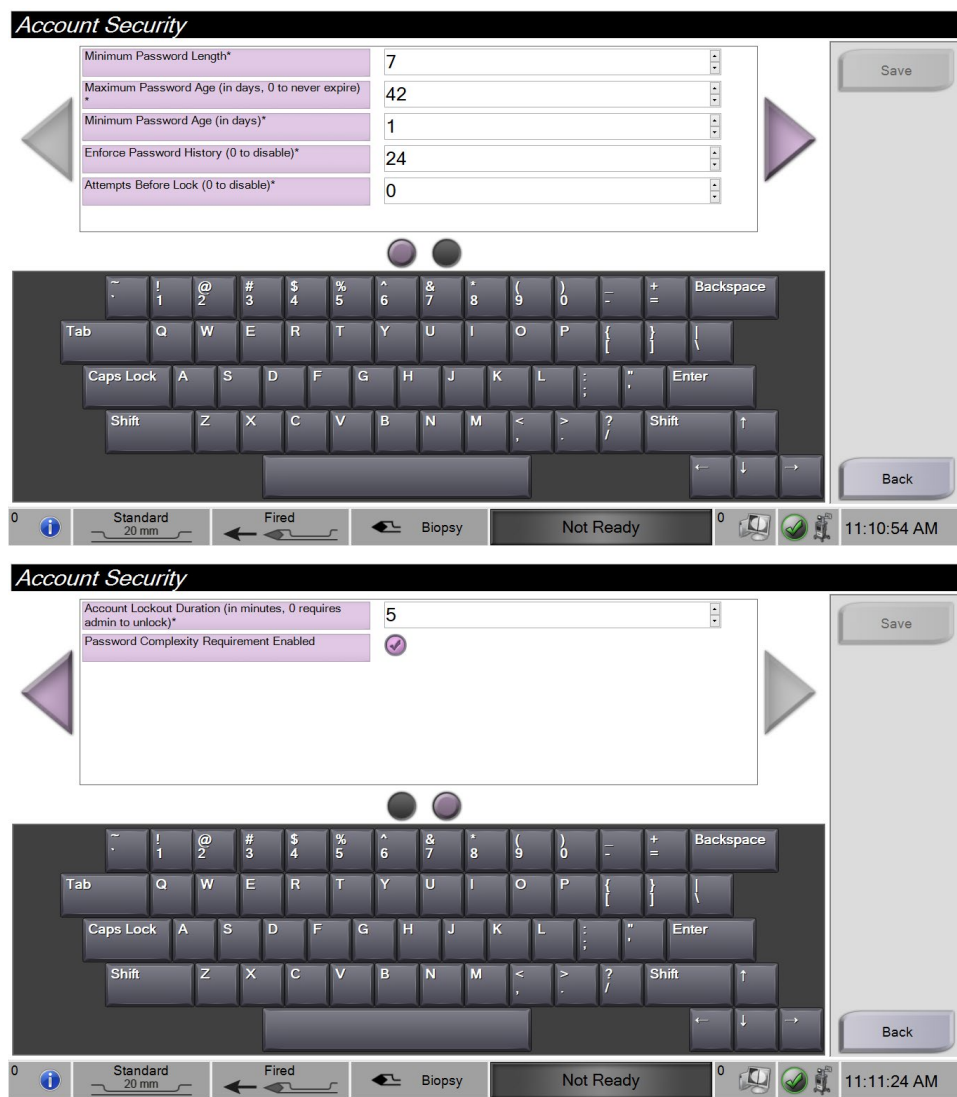 Account Security
Minimum Password Length*
7
Maximum Password Age (in days, 0 to never expire)
*
42
Minimum Password Age (in days)*
1
Enforce Password History (0 to disable)*
24
Attempts Before Lock (0 to disable)*
0
Save
~ ! @ # $ % ^ & * ( ) _ + Backspace
` 1 2 3 4 5 6 7 8 9 0 - =
Tab Q W E R T Y U I O P { } |
[ ] \
Caps Lock A S D F G H J K L : " Enter
; '
Shift Z X C V B N M < > ? Shift ↑
, . /
← ↓ →
Back
0 Standard Fired Biopsy Not Ready 0 11:10:54 AM
20 mm
Account Security
Account Lockout Duration (in minutes, 0 requires
admin to unlock)*
5
Password Complexity Requirement Enabled
Save
~ ! @ # $ % ^ & * ( ) _ + Backspace
` 1 2 3 4 5 6 7 8 9 0 - =
Tab Q W E R T Y U I O P { } |
[ ] \
Caps Lock A S D F G H J K L : " Enter
; '
Shift Z X C V B N M < > ? Shift ↑
, . /
← ↓ →
Back
0 Standard Fired Biopsy Not Ready 0 11:11:24 AM
20 mm